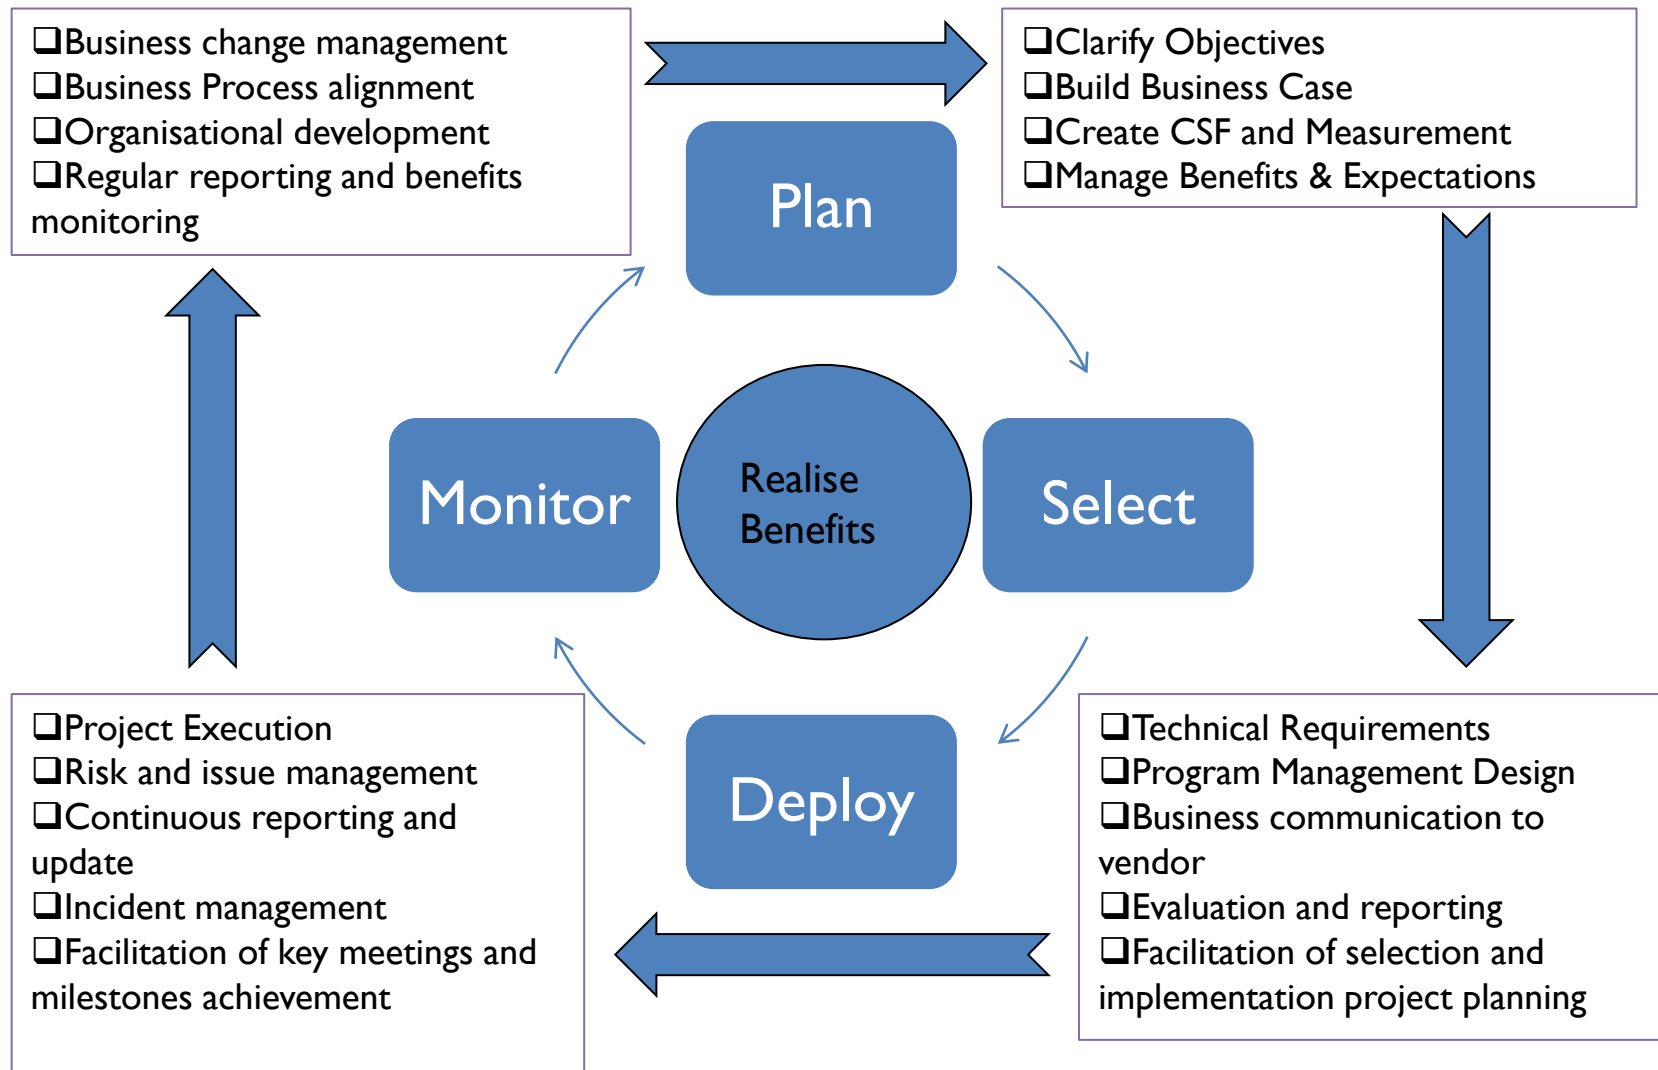 ❑Business change management
❑Business Process alignment
❑Organisational development
❑Regular reporting and benefits
monitoring
❑Clarify Objectives
❑Build Business Case
❑Create CSF and Measurement
❑Manage Benefits & Expectations
Plan
Monitor
Realise
Benefits
Select
Deploy
❑Project Execution
❑Risk and issue management
❑Continuous reporting and
update
❑Incident management
❑Facilitation of key meetings and
milestones achievement
❑Technical Requirements
❑Program Management Design
❑Business communication to
vendor
❑Evaluation and reporting
❑Facilitation of selection and
implementation project planning